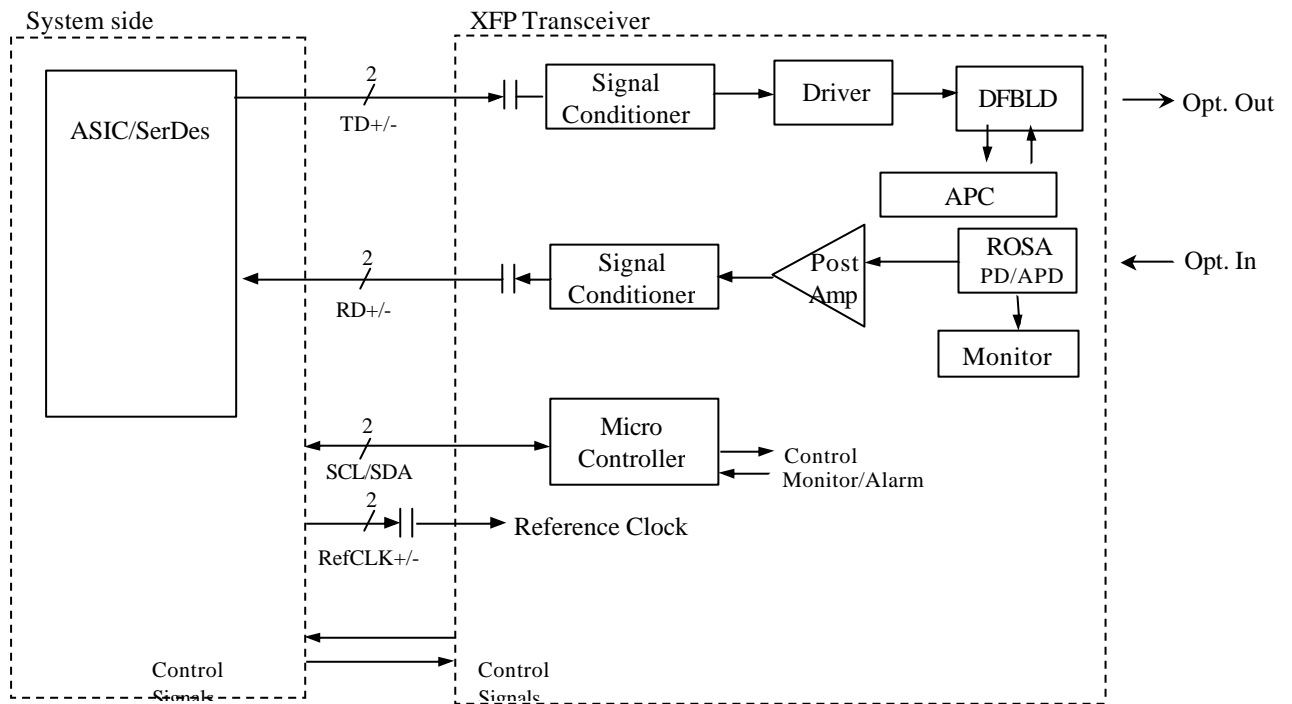 System side
XFP Transceiver
ASIC/SerDes
2
TD+/-
Signal
Conditioner
Driver
DFBLD
Opt. Out
APC
2
RD+/-
Signal
Conditioner
Post
Amp
ROSA
PD/APD
Opt. In
Monitor
2
SCL/SDA
Micro
Controller
Control
Monitor/Alarm
2
RefCLK+/-
Reference Clock
Control
Signals
Control
Signals